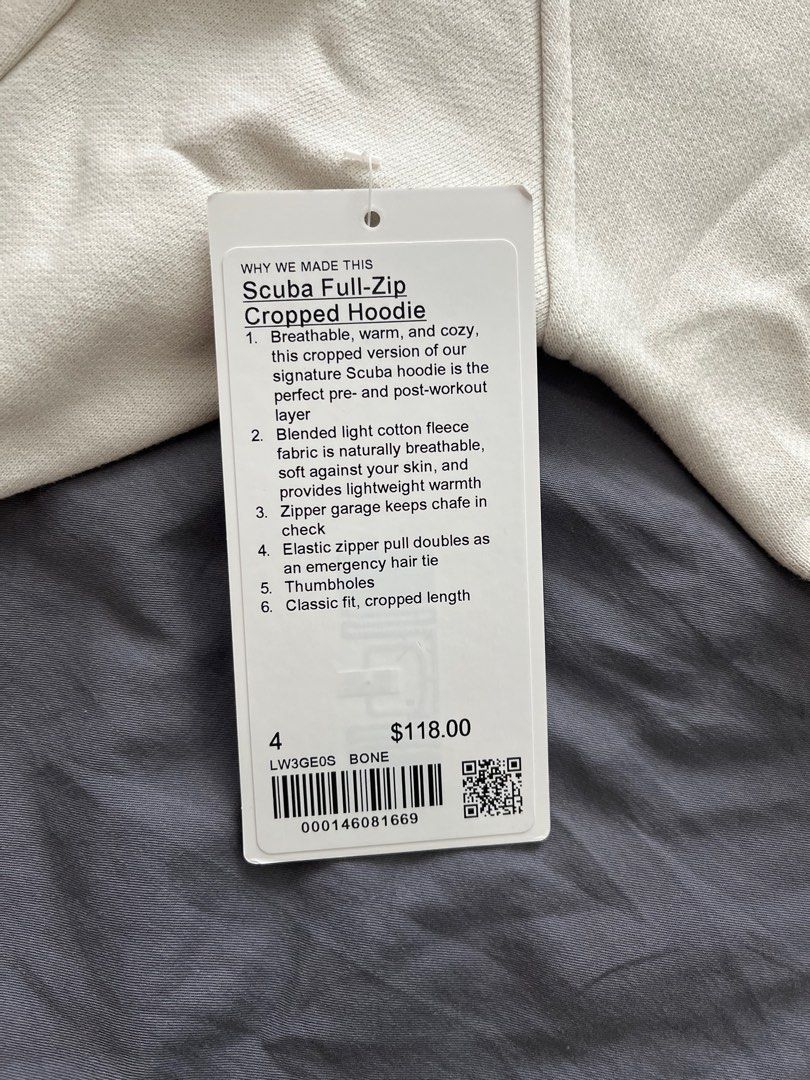 WHY WE MADE THIS
Scuba Full-Zip
Cropped Hoodie
1. Breathable, warm, and cozy,
this cropped version of our
signature Scuba hoodie is the
perfect pre- and post-workout
layer
2. Blended light cotton fleece
fabric is naturally breathable,
soft against your skin, and
provides lightweight warmth
3. Zipper garage keeps chafe in
check
4. Elastic zipper pull doubles as
an emergency hair tie
5. Thumbholes
6. Classic fit, cropped length
4 $118.00
LW3GE0S BONE
000146081669